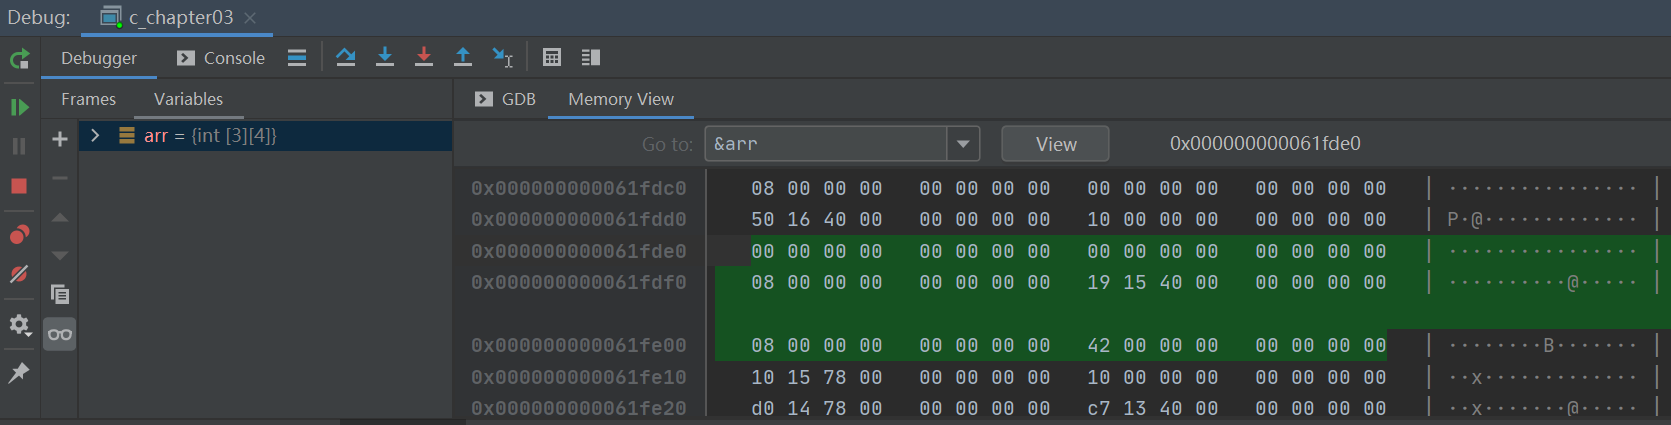 Debug: c_chapter03
Debugger Console
Frames Variables
arr = {int [3][4]}
GDB Memory View
Go to: &arr View 0x000000000061fde0
0x000000000061fdc0 08 00 00 00 00 00 00 00 00 00 00 00 00 00 00 00 | ················ |
0x000000000061fdd0 50 16 40 00 00 00 00 00 10 00 00 00 00 00 00 00 | P·@············· |
0x000000000061fde0 00 00 00 00 00 00 00 00 00 00 00 00 00 00 00 00 | ················ |
0x000000000061fdf0 08 00 00 00 00 00 00 00 19 15 40 00 00 00 00 00 | ··········@····· |
0x000000000061fe00 08 00 00 00 00 00 00 00 42 00 00 00 00 00 00 00 | ········B······· |
0x000000000061fe10 10 15 78 00 00 00 00 00 10 00 00 00 00 00 00 00 | ··x············· |
0x000000000061fe20 d0 14 78 00 00 00 00 00 c7 13 40 00 00 00 00 00 | ··x·······@····· |